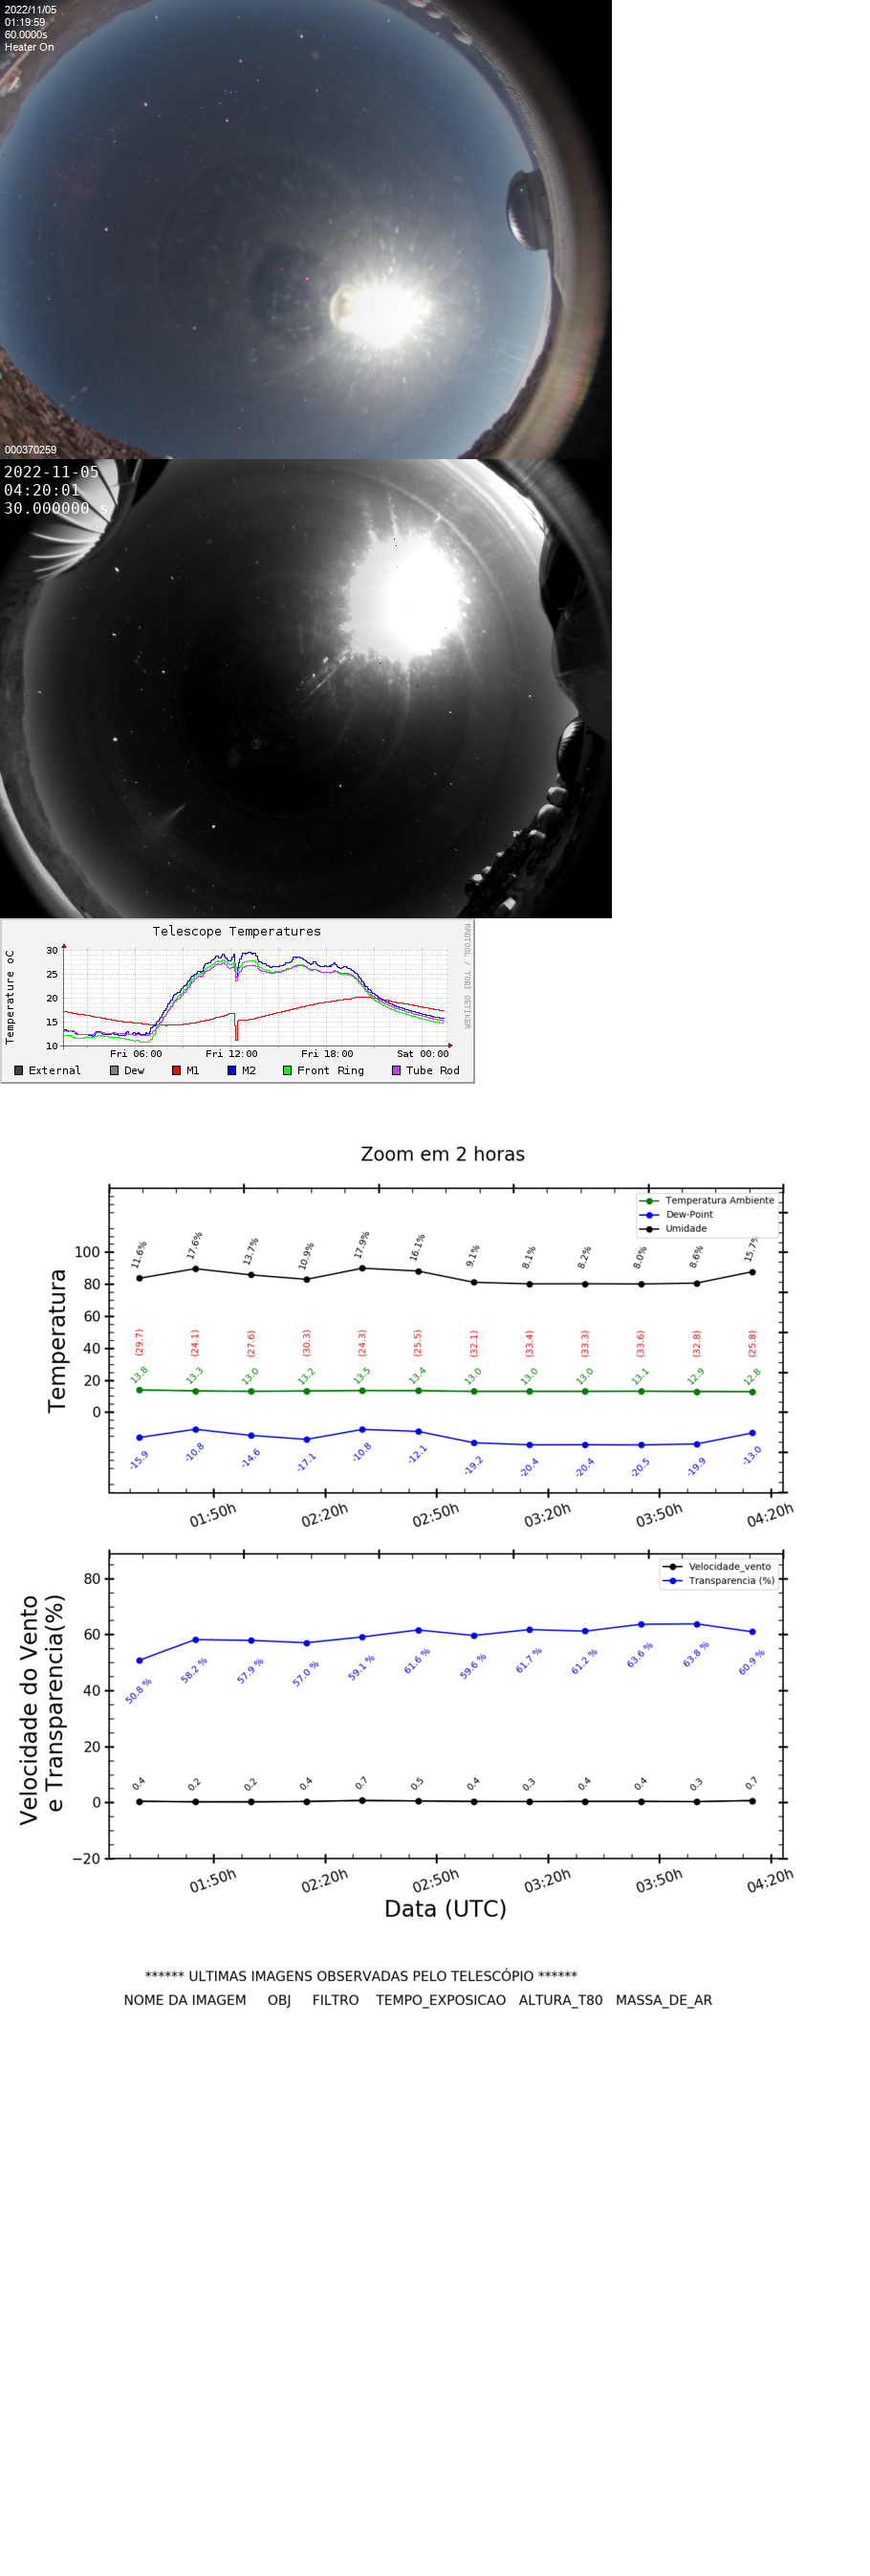 2022/11/05
01:19:59
60.0000s
Heater On
000370259
2022-11-05
04:20:01
30.000000 s
Telescope Temperatures
RRDTOOL / TOBI OETIKER
Temperature oC
30
25
20
15
10
Fri 06:00 Fri 12:00 Fri 18:00 Sat 00:00
External Dew M1 M2 Front Ring Tube Rod
Zoom em 2 horas
Temperatura Ambiente
Dew-Point
Umidade
Temperatura
100
80
60
40
20
0
11.6% 17.6% 13.7% 10.9% 17.9% 16.1% 9.1% 8.1% 8.2% 8.0% 8.6% 15.7%
(29.7) (24.1) (27.6) (30.3) (24.3) (25.5) (32.1) (33.4) (33.3) (33.6) (32.8) (25.8)
13.8 13.3 13.0 13.2 13.5 13.4 13.0 13.0 13.0 13.1 12.9 12.8
-15.9 -10.8 -14.6 -17.1 -10.8 -12.1 -19.2 -20.4 -20.4 -20.5 -19.9 -13.0
01:50h 02:20h 02:50h 03:20h 03:50h 04:20h
Velocidade_vento
Transparencia (%)
Velocidade do Vento
e Transparencia(%)
80
60
40
20
0
−20
50.8 % 58.2 % 57.9 % 57.0 % 59.1 % 61.6 % 59.6 % 61.7 % 61.2 % 63.6 % 63.8 % 60.9 %
0.4 0.2 0.2 0.4 0.7 0.5 0.4 0.3 0.4 0.4 0.3 0.7
01:50h 02:20h 02:50h 03:20h 03:50h 04:20h
Data (UTC)
****** ULTIMAS IMAGENS OBSERVADAS PELO TELESCÓPIO ******
NOME DA IMAGEM OBJ FILTRO TEMPO_EXPOSICAO ALTURA_T80 MASSA_DE_AR